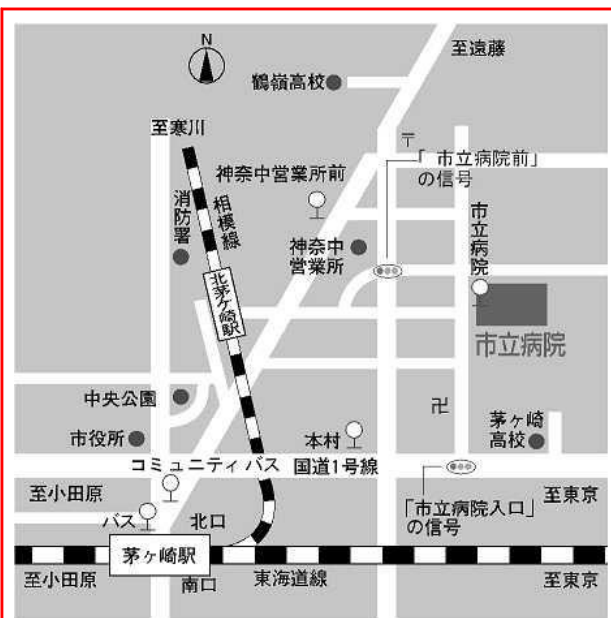 N
至遠藤
鶴嶺高校
至寒川
〒
「 市立病院前」
の信号
神奈中営業所前
消防署
相模線
市立病院
神奈中
営業所
北茅ケ崎駅
市立病院
中央公園
卍
茅ヶ崎
高校
市役所
本村
コミュニティバス
国道1号線
至小田原
「市立病院入口」
の信号
至東京
バス
北口
茅ヶ崎駅
至小田原
南口
東海道線
至東京